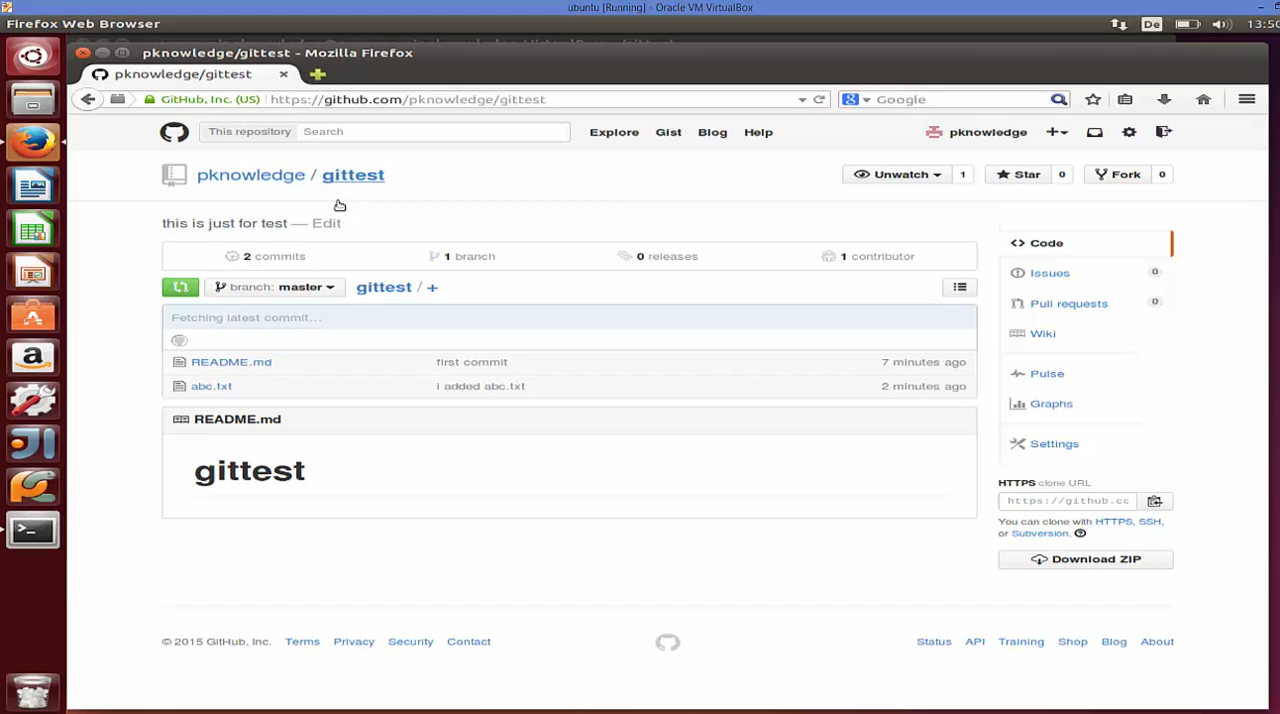 ubuntu [Running] - Oracle VM VirtualBox
Firefox Web Browser
De
pknowledge/gittest - Mozilla Firefox
pknowledge/gittest
GitHub, Inc. (US) https://github.com/pknowledge/gittest
Google
This repository Search
Explore Gist Blog Help
pknowledge
pknowledge / gittest
Unwatch 1 Star 0 Fork 0
this is just for test — Edit
2 commits 1 branch 0 releases 1 contributor
branch: master gittest / +
Fetching latest commit...
README.md first commit 7 minutes ago
abc.txt i added abc.txt 2 minutes ago
README.md
gittest
Code
Issues 0
Pull requests 0
Wiki
Pulse
Graphs
Settings
HTTPS clone URL
https://github.cc
You can clone with HTTPS, SSH,
or Subversion.
Download ZIP
© 2015 GitHub, Inc. Terms Privacy Security Contact
Status API Training Shop Blog About